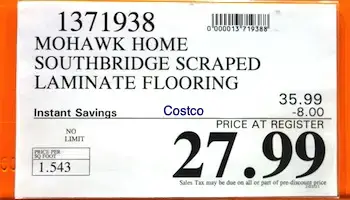 1371938
0000013719388
MOHAWK HOME
SOUTHBRIDGE SCRAPED
LAMINATE FLOORING
35.99
Instant Savings Costco -8.00
PRICE AT REGISTER
NO
LIMIT
27.99
PRICE PER
SQ FOOT
1.543
Sales Tax may be due on all or part of pre-discount price